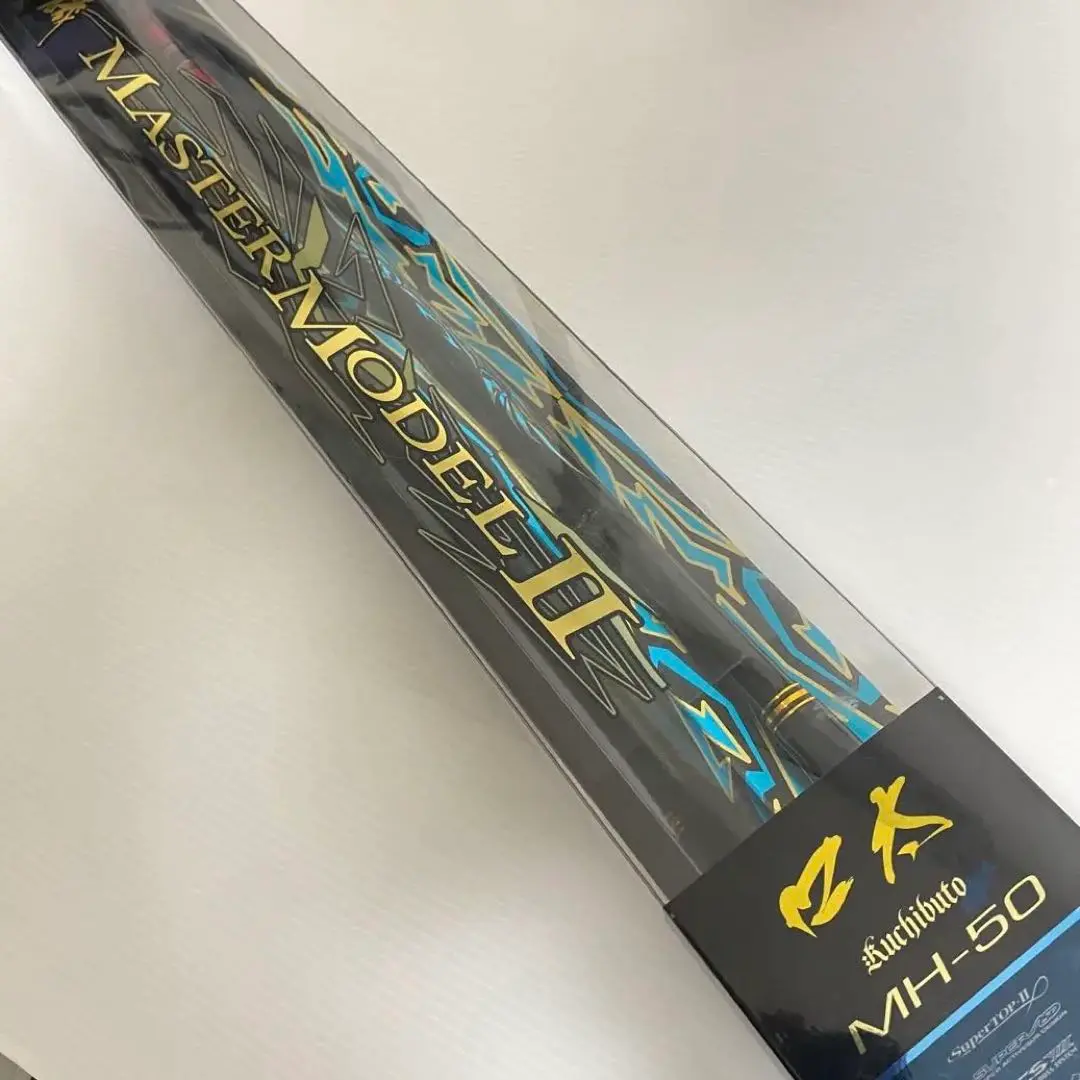 MASTER MODEL II
口太
Kuchibuto
MH-50
SuperTOP-II